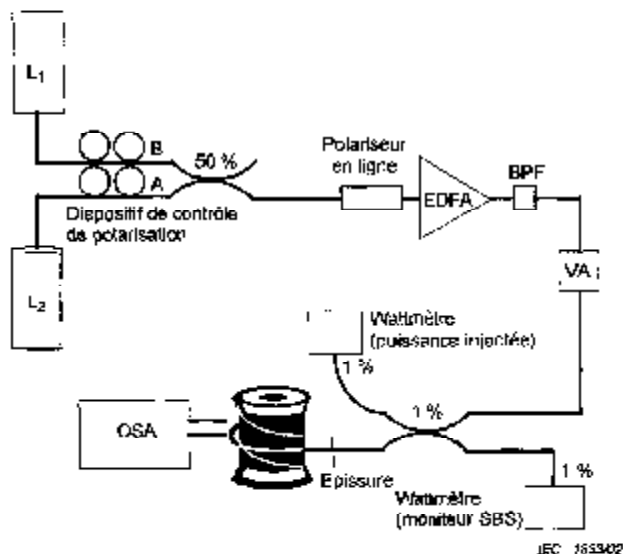 L1
B
A
50 %
Polariseur
en ligne
EDFA
BPF
Dispositif de contrôle
de polarisation
L2
VA
Wattmètre
(puissance injectée)
1 %
1 %
OSA
Epissure
1 %
Wattmètre
(moniteur SBS)
IEC 1553/02